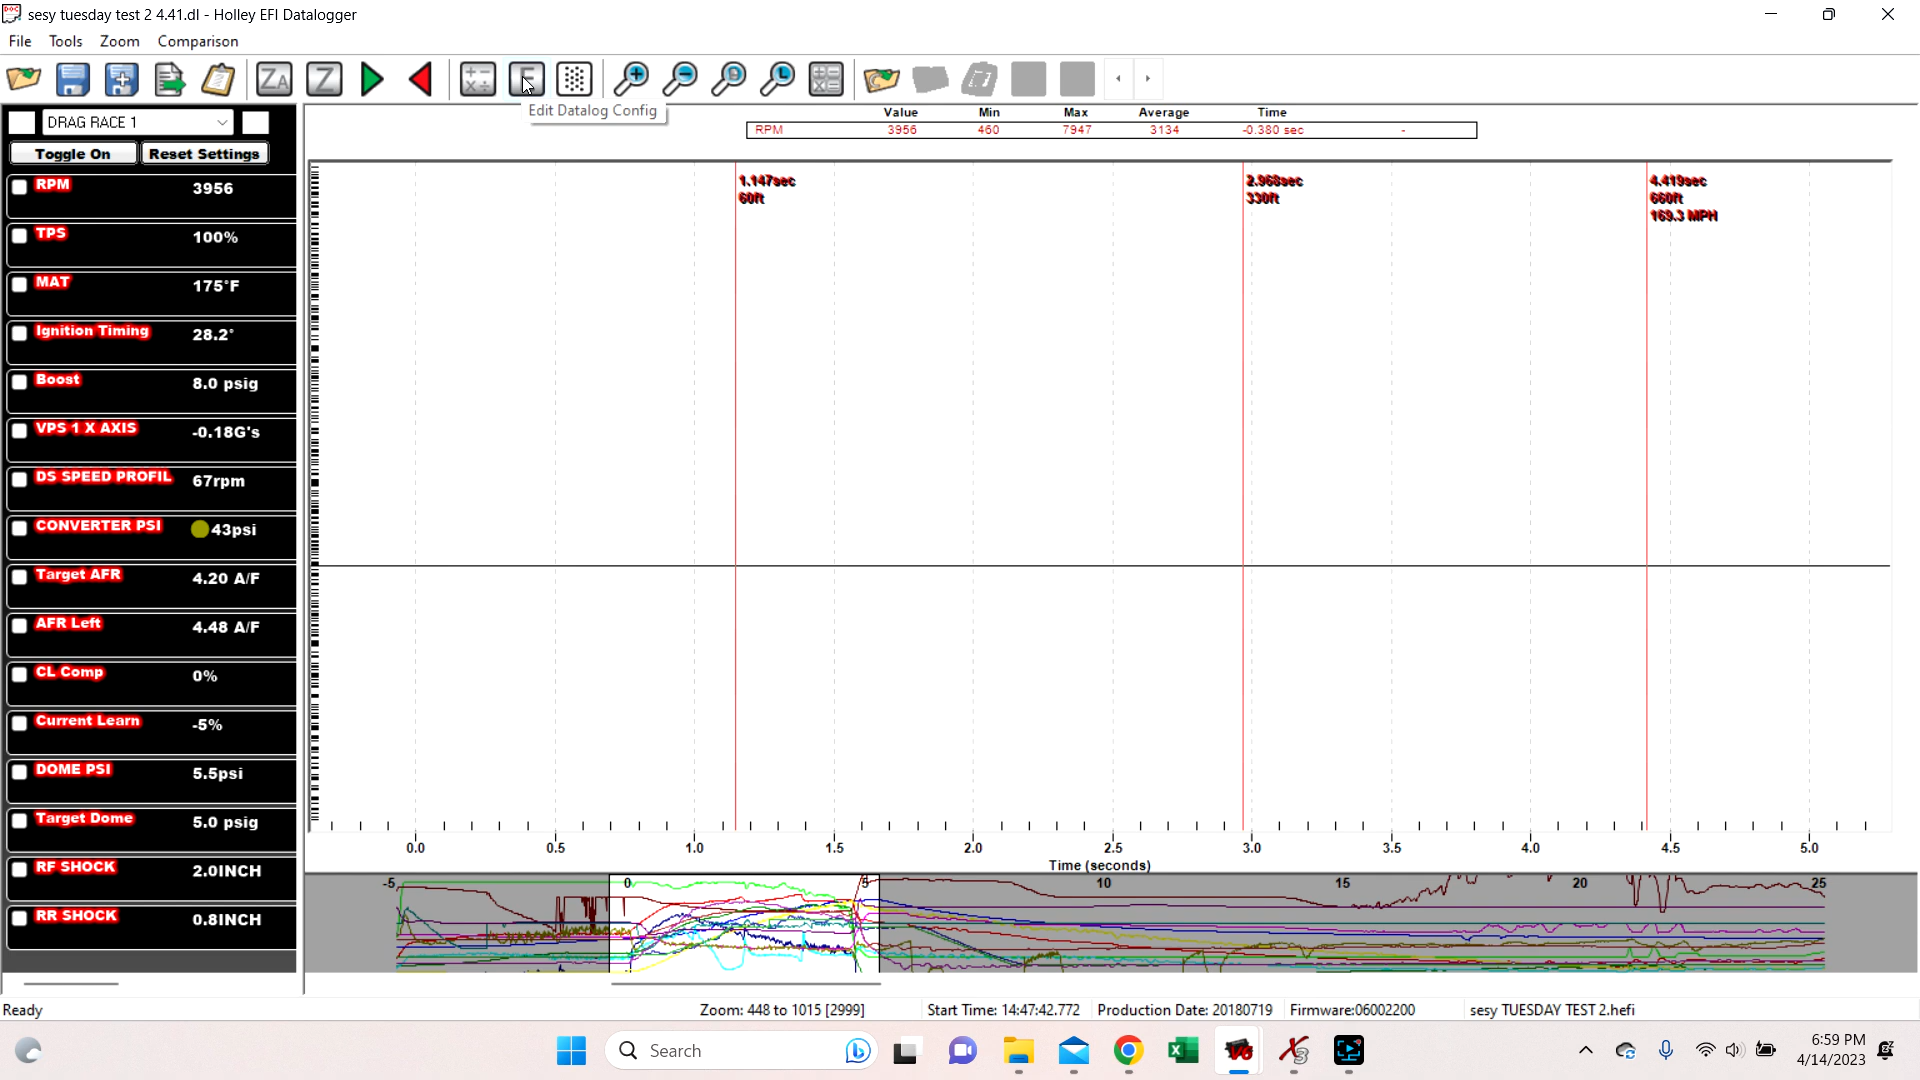 sesy tuesday test 2 4.41.dl - Holley EFI Datalogger
File Tools Zoom Comparison
Edit Datalog Config
Value Min Max Average Time
RPM 3956 460 7947 3134 -0.380 sec -
DRAG RACE 1
Toggle On Reset Settings
RPM 3956
TPS 100%
MAT 175°F
Ignition Timing 28.2°
Boost 8.0 psig
VPS 1 X AXIS -0.18G's
DS SPEED PROFIL 67rpm
CONVERTER PSI 43psi
Target AFR 4.20 A/F
AFR Left 4.48 A/F
CL Comp 0%
Current Learn -5%
DOME PSI 5.5psi
Target Dome 5.0 psig
RF SHOCK 2.0INCH
RR SHOCK 0.8INCH
1.147sec
60ft
2.968sec
330ft
4.419sec
660ft
169.3 MPH
0.0 0.5 1.0 1.5 2.0 2.5 3.0 3.5 4.0 4.5 5.0
Time (seconds)
-5 0 5 10 15 20 25
Ready Zoom: 448 to 1015 [2999] Start Time: 14:47:42.772 Production Date: 20180719 Firmware:06002200 sesy TUESDAY TEST 2.hefi
Search
6:59 PM
4/14/2023